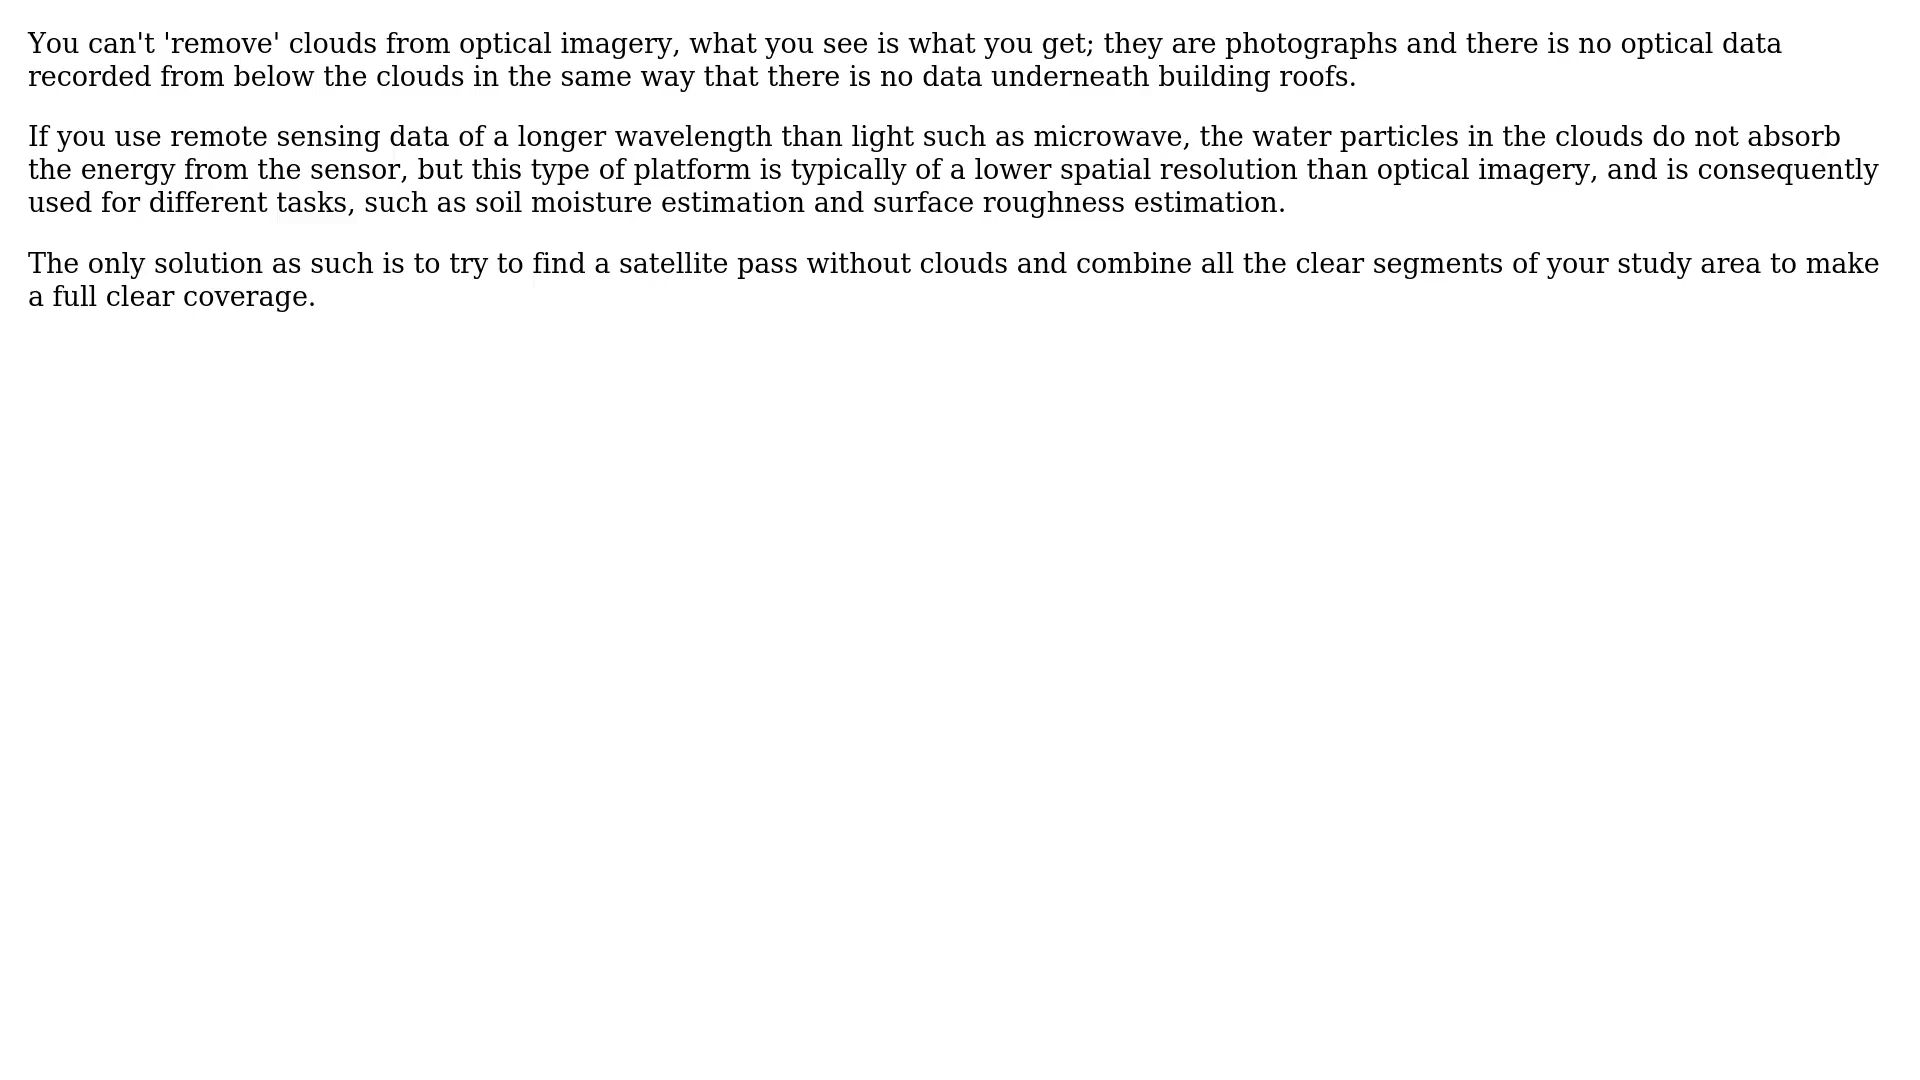 You can't 'remove' clouds from optical imagery, what you see is what you get; they are photographs and there is no optical data
recorded from below the clouds in the same way that there is no data underneath building roofs.
If you use remote sensing data of a longer wavelength than light such as microwave, the water particles in the clouds do not absorb
the energy from the sensor, but this type of platform is typically of a lower spatial resolution than optical imagery, and is consequently
used for different tasks, such as soil moisture estimation and surface roughness estimation.
The only solution as such is to try to find a satellite pass without clouds and combine all the clear segments of your study area to make
a full clear coverage.